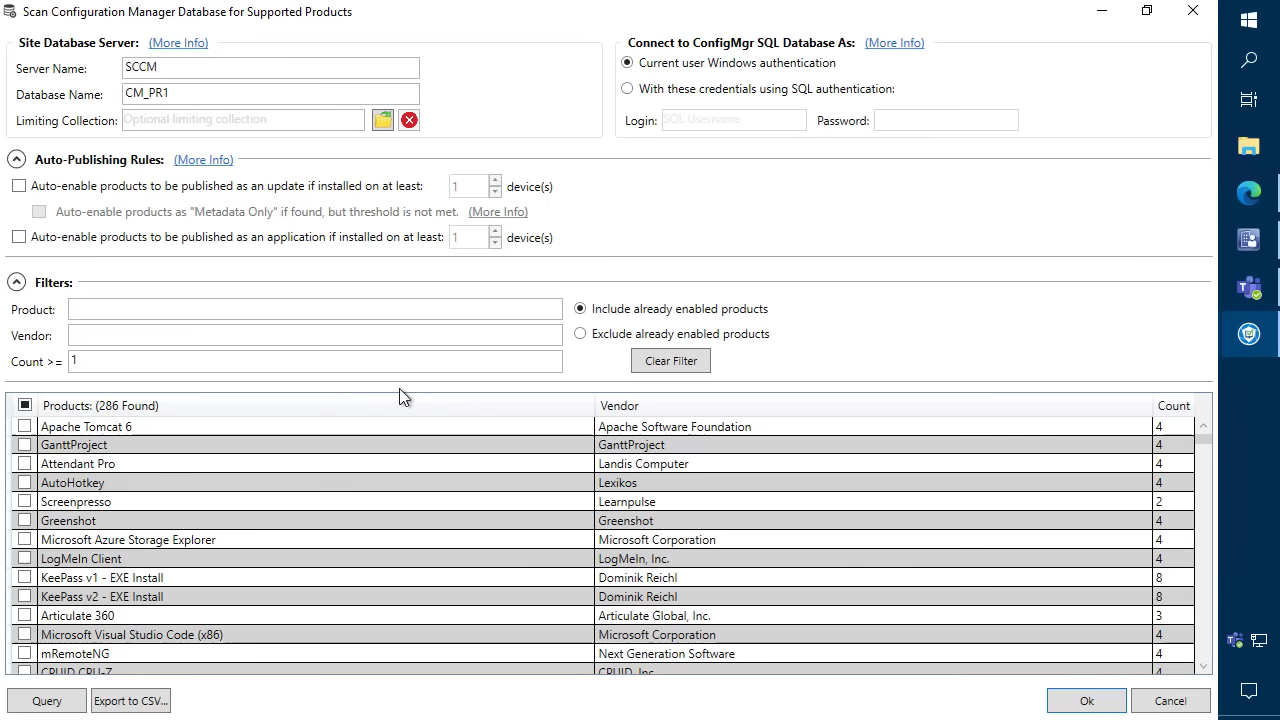 Scan Configuration Manager Database for Supported Products
Site Database Server: (More Info)
Server Name: SCCM
Database Name: CM_PR1
Limiting Collection: Optional limiting collection
Connect to ConfigMgr SQL Database As: (More Info)
Current user Windows authentication
With these credentials using SQL authentication:
Login: SQL Username Password:
Auto-Publishing Rules: (More Info)
Auto-enable products to be published as an update if installed on at least: 1 device(s)
Auto-enable products as "Metadata Only" if found, but threshold is not met. (More Info)
Auto-enable products to be published as an application if installed on at least: 1 device(s)
Filters:
Product: Include already enabled products
Vendor: Exclude already enabled products
Count >= 1 Clear Filter
Products: (286 Found) Vendor Count
Apache Tomcat 6 Apache Software Foundation 4
GanttProject GanttProject 4
Attendant Pro Landis Computer 4
AutoHotkey Lexikos 4
Screenpresso Learnpulse 2
Greenshot Greenshot 4
Microsoft Azure Storage Explorer Microsoft Corporation 4
LogMeIn Client LogMeIn, Inc. 4
KeePass v1 - EXE Install Dominik Reichl 8
KeePass v2 - EXE Install Dominik Reichl 8
Articulate 360 Articulate Global, Inc. 3
Microsoft Visual Studio Code (x86) Microsoft Corporation 4
mRemoteNG Next Generation Software 4
CPUID CPU-Z CPUID, Inc. 4
Query Export to CSV... Ok Cancel